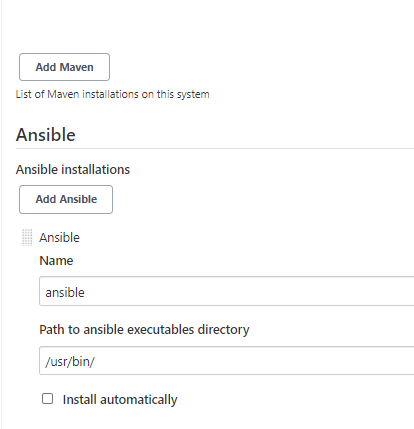 Add Maven
List of Maven installations on this system
Ansible
Ansible installations
Add Ansible
Ansible
Name
ansible
Path to ansible executables directory
/usr/bin/
Install automatically